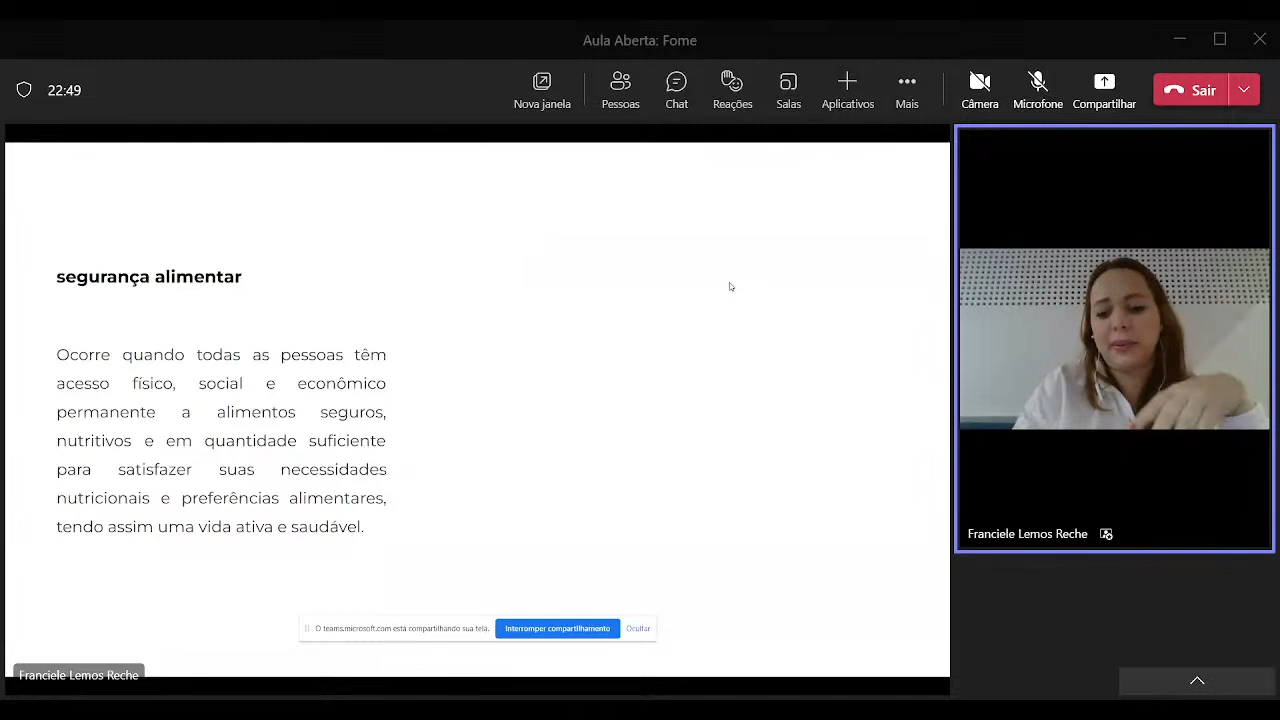 Aula Aberta: Fome
22:49
Nova janela
Pessoas
Chat
Reações
Salas
Aplicativos
Mais
Câmera
Microfone
Compartilhar
Sair
segurança alimentar
Ocorre quando todas as pessoas têm
acesso físico, social e econômico
permanente a alimentos seguros,
nutritivos e em quantidade suficiente
para satisfazer suas necessidades
nutricionais e preferências alimentares,
tendo assim uma vida ativa e saudável.
Franciele Lemos Reche
O teams.microsoft.com está compartilhando sua tela.
Interromper compartilhamento
Ocultar
Franciele Lemos Reche